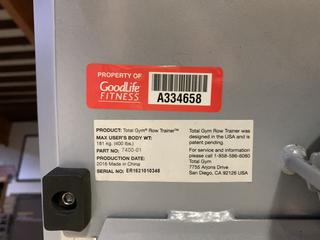 PROPERTY OF
GoodLife
FITNESS
A334658
PRODUCT: Total Gym® Row Trainer™
MAX USER'S BODY WT:
181 kg. (400 lbs.)
PART NO: 7400-01
PRODUCTION DATE:
2016 Made in China
SERIAL NO: ER1621010348
Total Gym Row Trainer was
designed in the USA and is
patent pending.
For service and information
please call 1-858-586-6080
Total Gym
7755 Arjons Drive
San Diego, CA 92126 USA